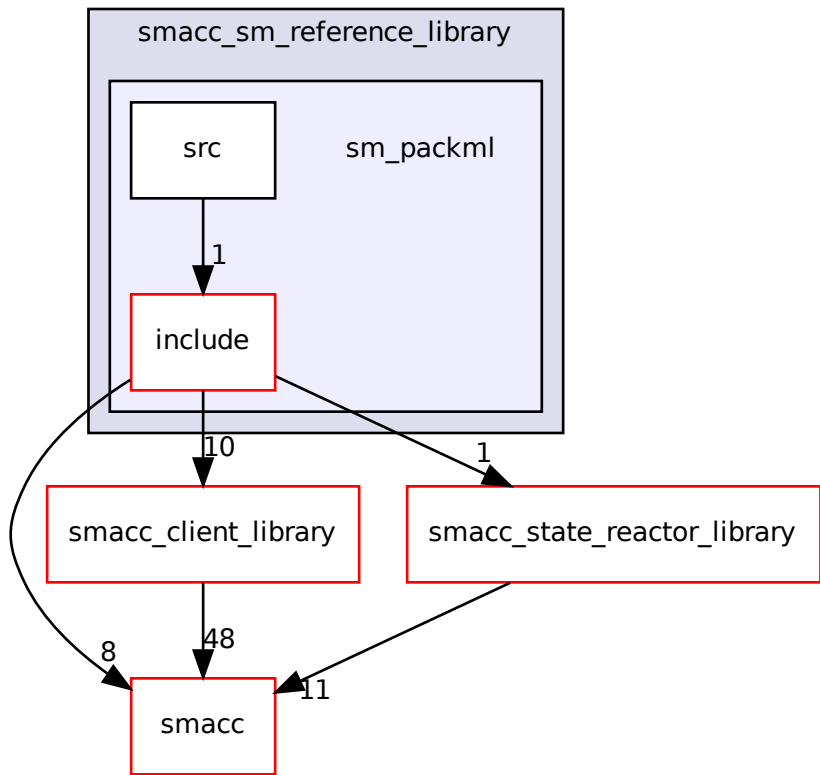 smacc_sm_reference_library
src
sm_packml
1
include
10
1
smacc_client_library
smacc_state_reactor_library
8
48
11
smacc